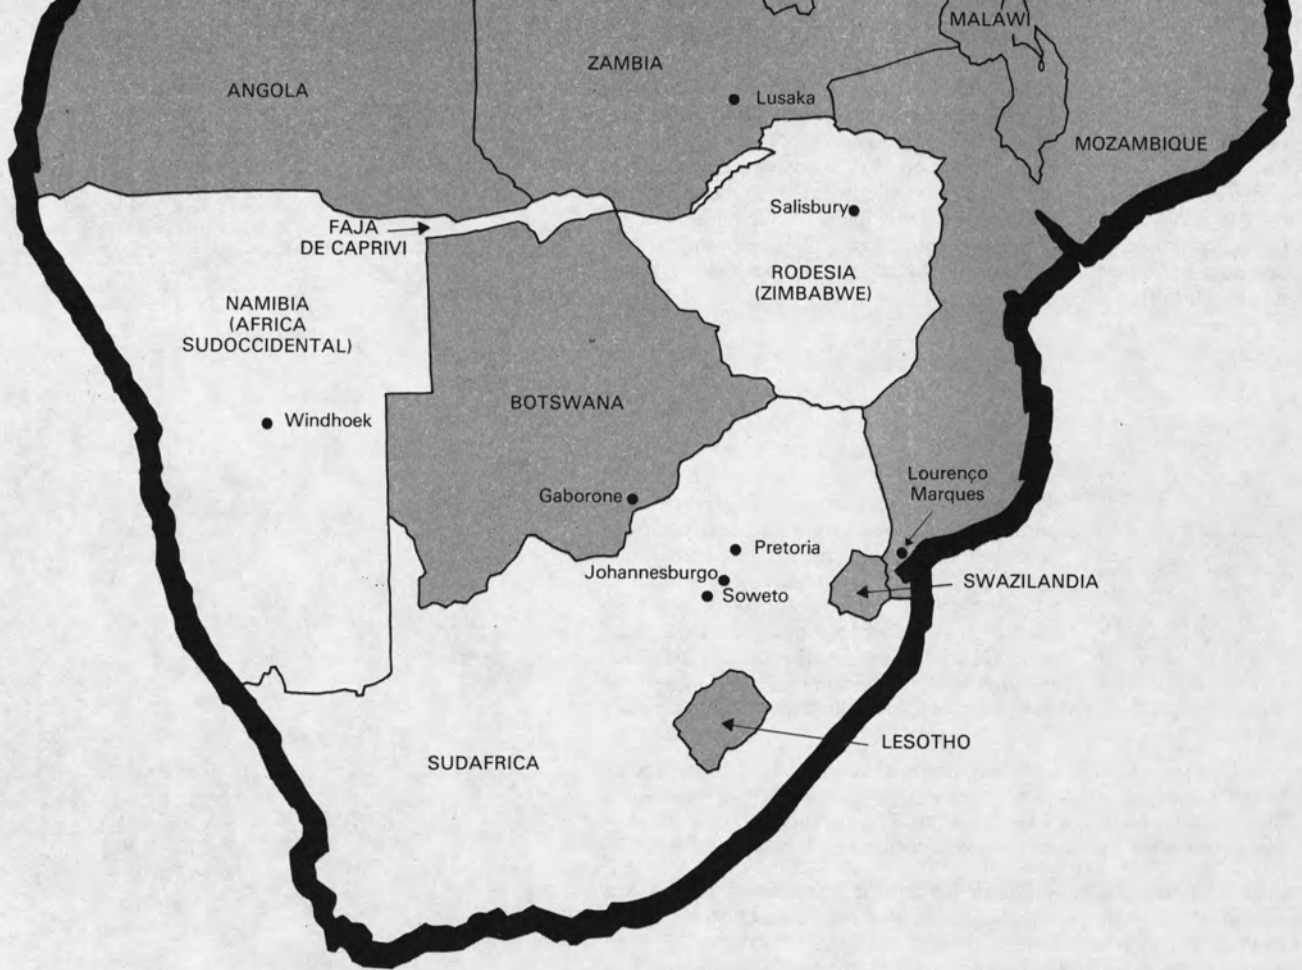 MALAWI
ZAMBIA
ANGOLA
Lusaka
MOZAMBIQUE
Salisbury
FAJA
DE CAPRIVI
RODESIA
(ZIMBABWE)
NAMIBIA
(AFRICA
SUDOCCIDENTAL)
BOTSWANA
Windhoek
Lourenço
Marques
Gaborone
Pretoria
Johannesburgo
Soweto
SWAZILANDIA
LESOTHO
SUDAFRICA